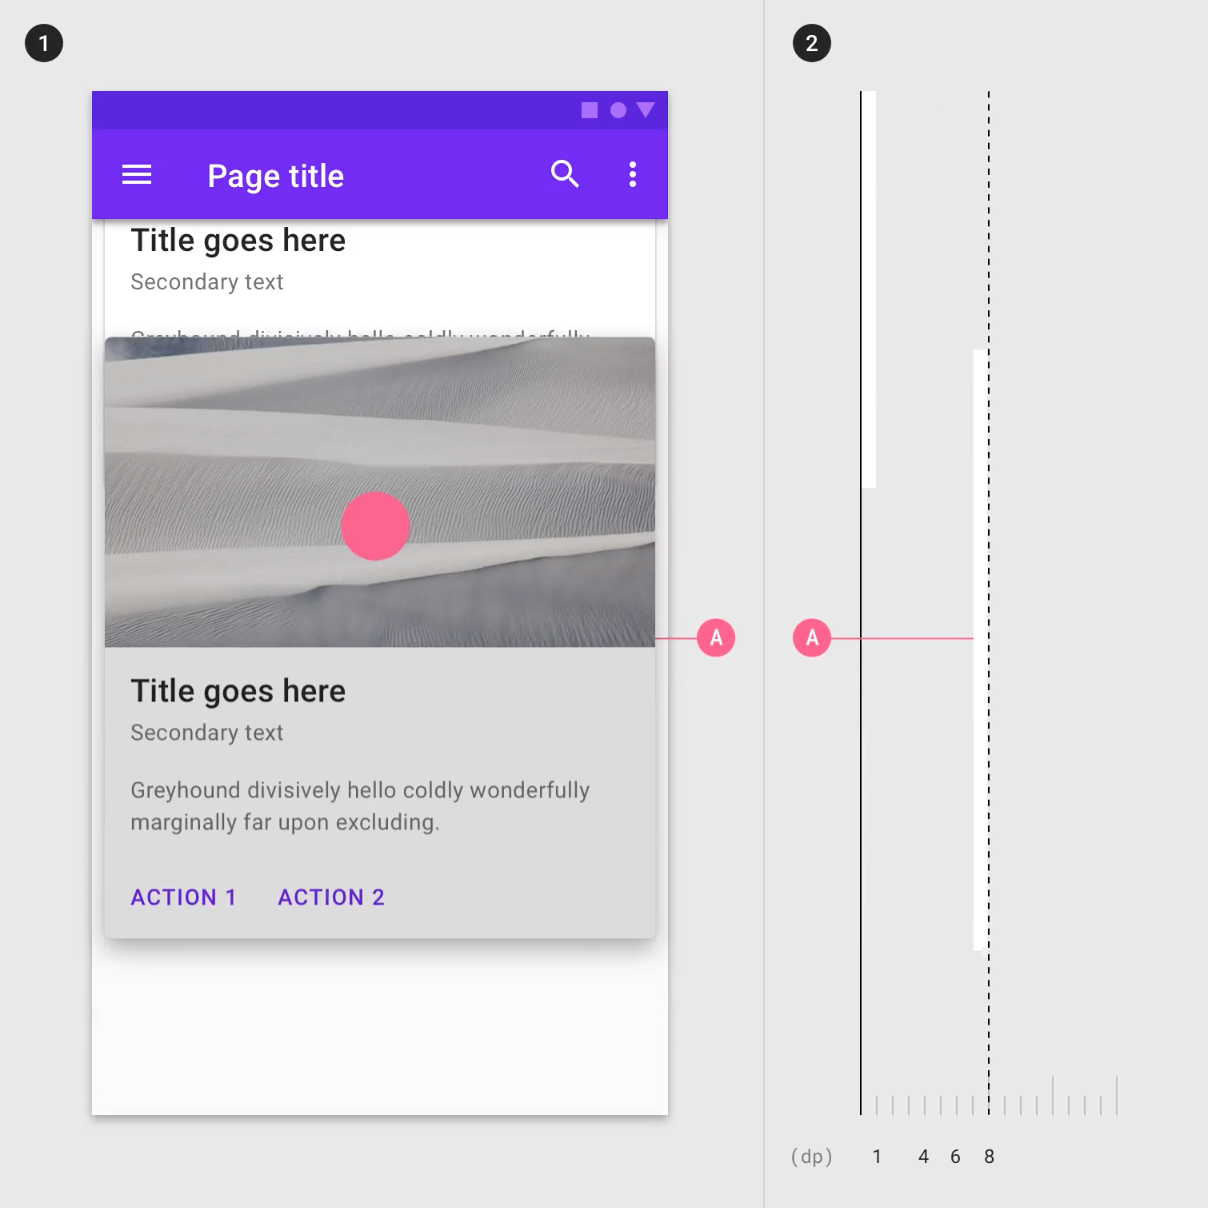 1
Page title
Title goes here
Secondary text
Greyhound divisively hello coldly wonderfully
Title goes here
Secondary text
Greyhound divisively hello coldly wonderfully
marginally far upon excluding.
ACTION 1 ACTION 2
A
2
A
(dp) 1 4 6 8